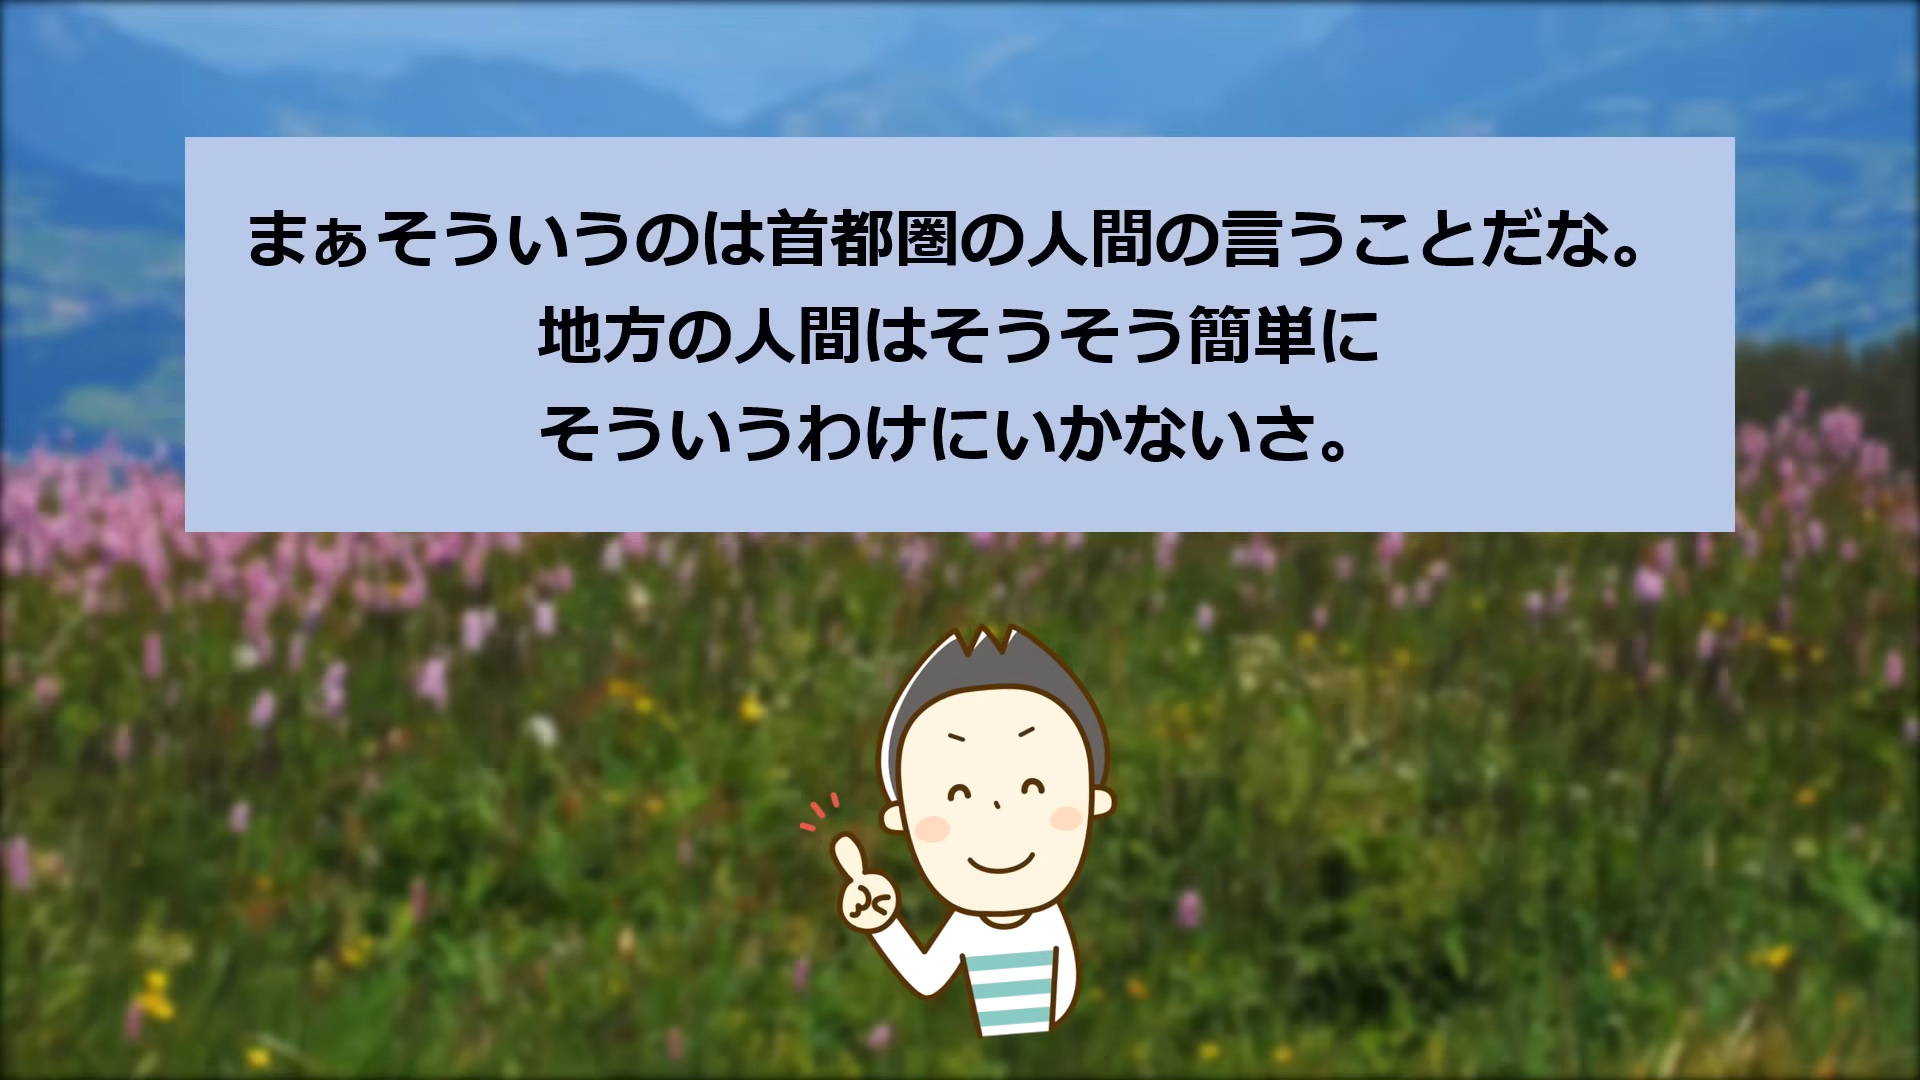 まぁそういうのは首都圏の人間の言うことだな。
地方の人間はそうそう簡単に
そういうわけにいかないさ。